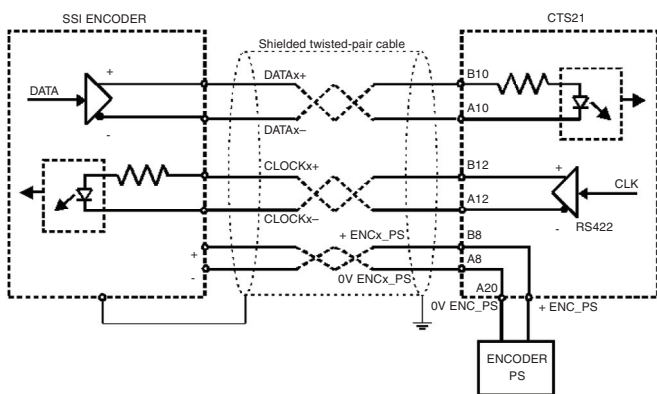 SSI ENCODER
CTS21
Shielded twisted-pair cable
DATA
+
-
DATAx+
DATAx–
B10
A10
CLOCKx+
CLOCKx–
B12
A12
+
-
CLK
RS422
+
-
+ ENCx_PS
0V ENCx_PS
B8
A8
A20
0V ENC_PS
+ ENC_PS
ENCODER
PS